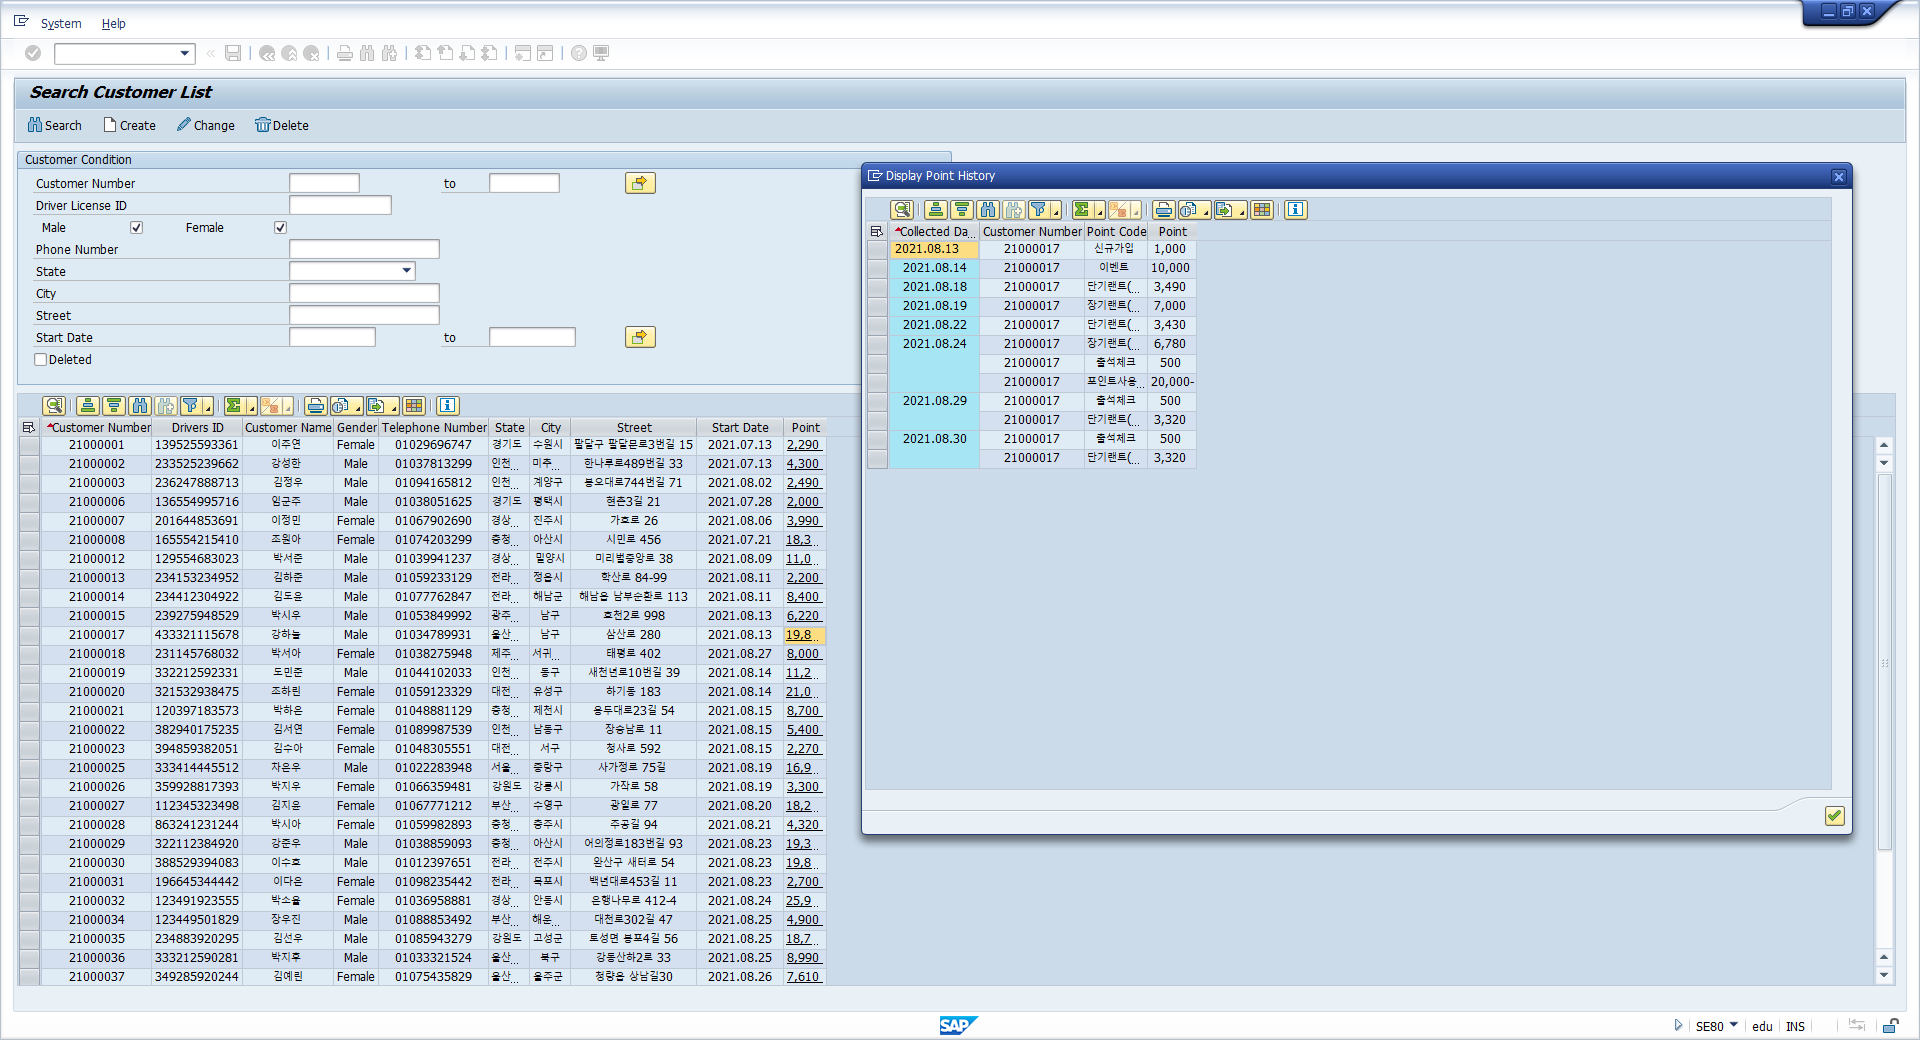 System Help
Search Customer List
Search Create Change Delete
Customer Condition
Customer Number to
Driver License ID
Male Female
Phone Number
State
City
Street
Start Date to
Deleted
Customer Number Drivers ID Customer Name Gender Telephone Number State City Street Start Date Point
21000001 139525593361 이주연 Female 01029696747 경기도 수원시 팔달구 팔달문로3번길 15 2021.07.13 2,290
21000002 233525239662 강성한 Male 01037813299 인천... 미추... 한나루로489번길 33 2021.07.13 4,300
21000003 236247888713 김정우 Male 01094165812 인천... 계양구 봉오대로744번길 71 2021.08.02 2,490
21000006 136554995716 임군주 Male 01038051625 경기도 평택시 현촌3길 21 2021.07.28 2,000
21000007 201644853691 이정민 Female 01067902690 경상... 진주시 가호로 26 2021.08.06 3,990
21000008 165554215410 조원아 Female 01074203299 충청... 아산시 시민로 456 2021.07.21 18,3...
21000012 129554683023 박서준 Male 01039941237 경상... 밀양시 미리벌중앙로 38 2021.08.09 11,0...
21000013 234153234952 김하준 Male 01059233129 전라... 정읍시 학산로 84-99 2021.08.11 2,200
21000014 234412304922 김도윤 Male 01077762847 전라... 해남군 해남읍 남부순환로 113 2021.08.11 8,400
21000015 239275948529 박시우 Male 01053849992 광주... 남구 효천2로 998 2021.08.13 6,220
21000017 433321115678 강하늘 Male 01034789931 울산... 남구 삼산로 280 2021.08.13 19,8...
21000018 231145768032 박서아 Female 01038275948 제주... 서귀... 태평로 402 2021.08.27 8,000
21000019 332212592331 도민준 Male 01044102033 인천... 동구 새천년로10번길 39 2021.08.14 11,2...
21000020 321532938475 조하린 Female 01059123329 대전... 유성구 하기동 183 2021.08.14 21,0...
21000021 120397183573 박하은 Female 01048881129 충청... 제천시 용두대로23길 54 2021.08.15 8,700
21000022 382940175235 김서연 Female 01089987539 인천... 남동구 장승남로 11 2021.08.15 5,400
21000023 394859382051 김수아 Female 01048305551 대전... 서구 청사로 592 2021.08.15 2,270
21000025 333414445512 차은우 Male 01022283948 서울... 중랑구 사가정로 75길 2021.08.19 16,9...
21000026 359928817393 박지우 Female 01066359481 강원도 강릉시 가작로 58 2021.08.19 3,300
21000027 112345323498 김지윤 Female 01067771212 부산... 수영구 광일로 77 2021.08.20 18,2...
21000028 863241231244 박시아 Female 01059982893 충청... 충주시 주공길 94 2021.08.21 4,320
21000029 322112384920 강준우 Male 01038859093 충청... 아산시 어의정로183번길 93 2021.08.23 19,3...
21000030 388529394083 이수호 Male 01012397651 전라... 전주시 완산구 새터로 54 2021.08.23 19,8...
21000031 196645344442 이다은 Female 01098235442 전라... 목포시 백년대로453길 11 2021.08.23 2,700
21000032 123491923555 박소율 Female 01036958881 경상... 안동시 은행나무로 412-4 2021.08.24 25,9...
21000034 123449501829 장우진 Male 01088853492 부산... 해운... 대천로302길 47 2021.08.25 4,900
21000035 234883920295 김선우 Male 01085943279 강원도 고성군 토성면 봉포4길 56 2021.08.25 18,7...
21000036 333212590281 박지후 Male 01033321524 울산... 북구 강동산하2로 33 2021.08.25 8,990
21000037 349285920244 김예린 Female 01075435829 울산... 울주군 청량읍 상남길30 2021.08.26 7,610
Display Point History
Collected Da... Customer Number Point Code Point
2021.08.13 21000017 신규가입 1,000
2021.08.14 21000017 이벤트 10,000
2021.08.18 21000017 단기랜트(... 3,490
2021.08.19 21000017 장기랜트(... 7,000
2021.08.22 21000017 단기랜트(... 3,430
2021.08.24 21000017 장기랜트(... 6,780
21000017 출석체크 500
21000017 포인트사용... 20,000-
2021.08.29 21000017 출석체크 500
21000017 단기랜트(... 3,320
2021.08.30 21000017 출석체크 500
21000017 단기랜트(... 3,320
SAP
SE80 edu INS